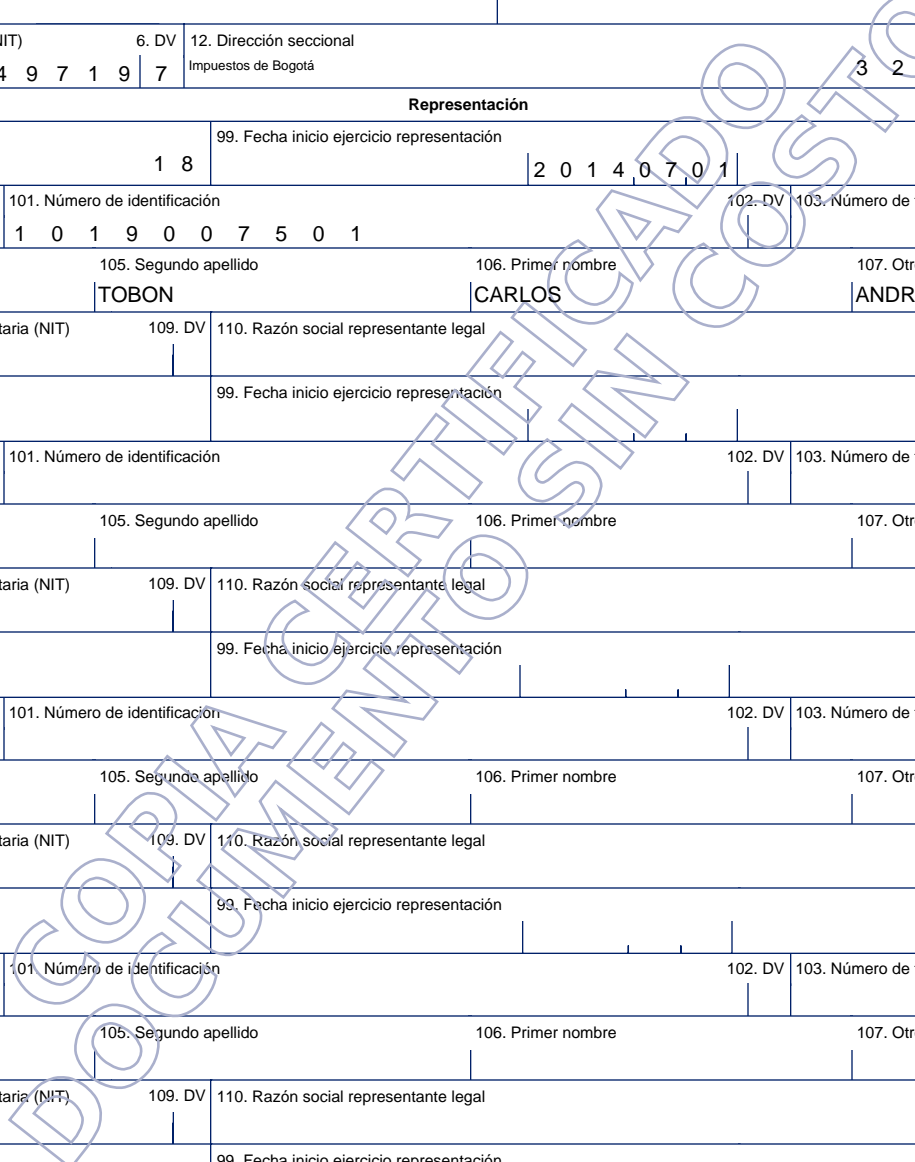 NIT) 6. DV 12. Dirección seccional
4 9 7 1 9 7 Impuestos de Bogotá 3 2
Representación
99. Fecha inicio ejercicio representación
1 8 2 0 1 4 0 7 0 1
101. Número de identificación 102. DV 103. Número de
1 0 1 9 0 0 7 5 0 1
105. Segundo apellido 106. Primer nombre 107. Otr
TOBON CARLOS ANDR
taria (NIT) 109. DV 110. Razón social representante legal
99. Fecha inicio ejercicio representación
101. Número de identificación 102. DV 103. Número de
105. Segundo apellido 106. Primer nombre 107. Otr
taria (NIT) 109. DV 110. Razón social representante legal
99. Fecha inicio ejercicio representación
101. Número de identificación 102. DV 103. Número de
105. Segundo apellido 106. Primer nombre 107. Otr
taria (NIT) 109. DV 110. Razón social representante legal
99. Fecha inicio ejercicio representación
101. Número de identificación 102. DV 103. Número de
105. Segundo apellido 106. Primer nombre 107. Otr
taria (NIT) 109. DV 110. Razón social representante legal
99. Fecha inicio ejercicio representación
COPIA CERTIFICADO
DOCUMENTO SIN COSTO